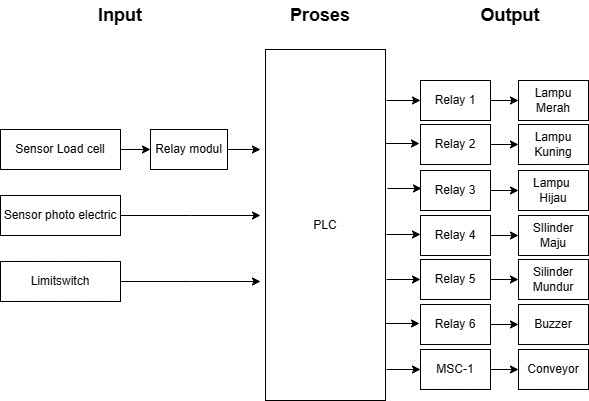 Input
Proses
Output
Sensor Load cell
Relay modul
Sensor photo electric
Limitswitch
PLC
Relay 1
Lampu
Merah
Relay 2
Lampu
Kuning
Relay 3
Lampu
Hijau
Relay 4
SIlinder
Maju
Relay 5
Silinder
Mundur
Relay 6
Buzzer
MSC-1
Conveyor